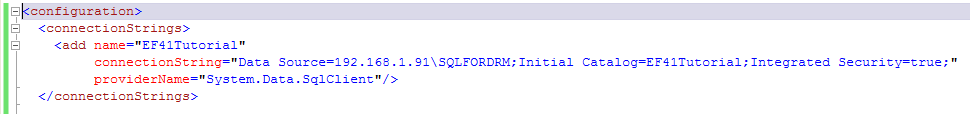 <configuration>
<connectionStrings>
<add name="EF41Tutorial"
connectionString="Data Source=192.168.1.91\SQLFORDRM;Initial Catalog=EF41Tutorial;Integrated Security=true;"
providerName="System.Data.SqlClient"/>
</connectionStrings>